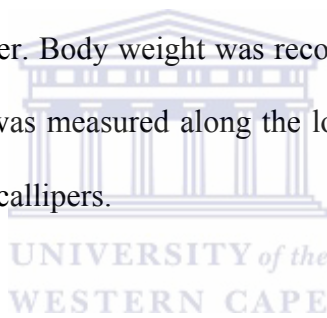 er. Body weight was reco
was measured along the lo
callipers.
UNIVERSITY of the
WESTERN CAPE